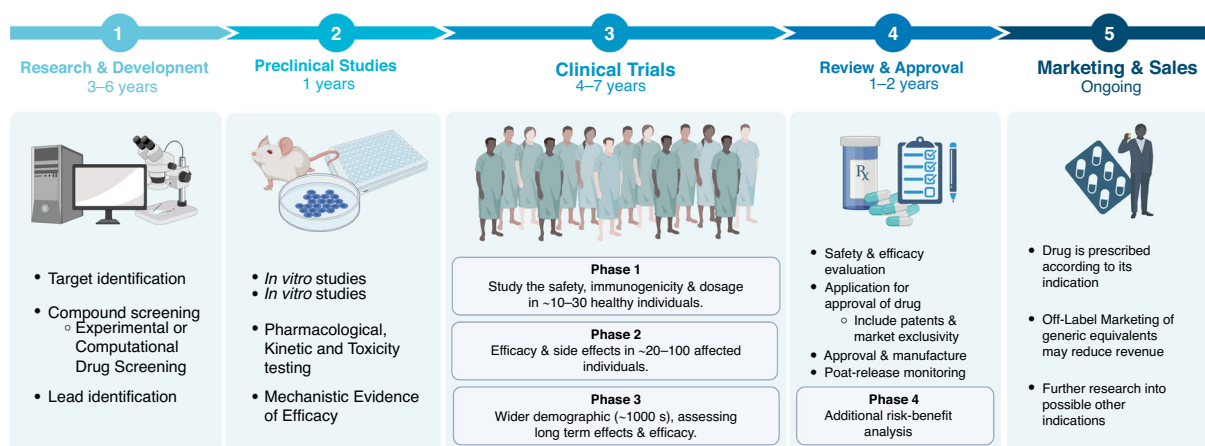 1
Research & Development
3–6 years
• Target identification
• Compound screening
◦ Experimental or
Computational
Drug Screening
• Lead identification
2
Preclinical Studies
1 years
• In vitro studies
• In vitro studies
• Pharmacological,
Kinetic and Toxicity
testing
• Mechanistic Evidence
of Efficacy
3
Clinical Trials
4–7 years
Phase 1
Study the safety, immunogenicity & dosage
in ~10–30 healthy individuals.
Phase 2
Efficacy & side effects in ~20–100 affected
individuals.
Phase 3
Wider demographic (~1000 s), assessing
long term effects & efficacy.
4
Review & Approval
1–2 years
Rx
• Safety & efficacy
evaluation
• Application for
approval of drug
◦ Include patents &
market exclusivity
• Approval & manufacture
• Poat-release monitoring
Phase 4
Additional risk-benefit
analysis
5
Marketing & Sales
Ongoing
• Drug is prescribed
according to its
indication
• Off-Label Marketing of
generic equivalents
may reduce revenue
• Further research into
possible other
indications